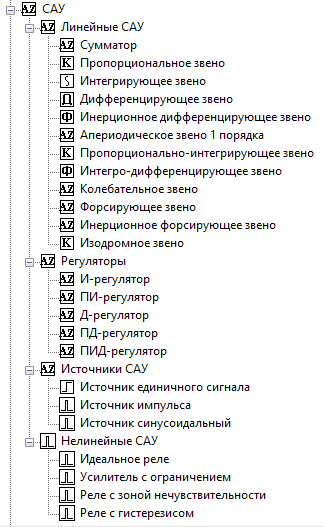 AZ САУ
AZ Линейные САУ
AZ Сумматор
К Пропорциональное звено
∫ Интегрирующее звено
Д Дифференцирующее звено
Ф Инерционное дифференцирующее звено
AZ Апериодическое звено 1 порядка
К Пропорционально-интегрирующее звено
Ф Интегро-дифференцирующее звено
AZ Колебательное звено
AZ Форсирующее звено
AZ Инерционное форсирующее звено
К Изодромное звено
AZ Регуляторы
AZ И-регулятор
AZ ПИ-регулятор
AZ Д-регулятор
AZ ПД-регулятор
AZ ПИД-регулятор
AZ Источники САУ
Источник единичного сигнала
Источник импульса
Источник синусоидальный
Нелинейные САУ
Идеальное реле
Усилитель с ограничением
Реле с зоной нечувствительности
Реле с гистерезисом